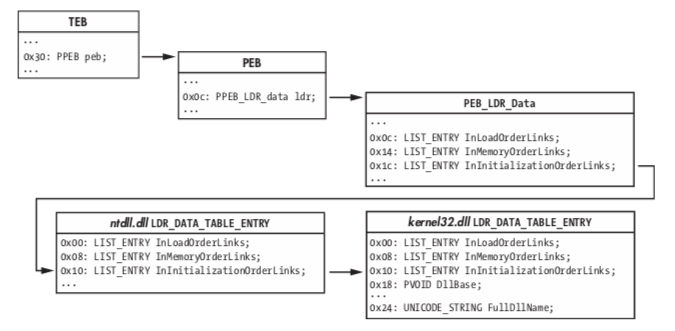 TEB
...
0x30: PPEB peb;
...
PEB
...
0x0c: PPEB_LDR_data ldr;
...
PEB_LDR_Data
...
0x0c: LIST_ENTRY InLoadOrderLinks;
0x14: LIST_ENTRY InMemoryOrderLinks;
0x1c: LIST_ENTRY InInitializationOrderLinks;
...
ntdll.dll LDR_DATA_TABLE_ENTRY
0x00: LIST_ENTRY InLoadOrderLinks;
0x08: LIST_ENTRY InMemoryOrderLinks;
0x10: LIST_ENTRY InInitializationOrderLinks;
...
kernel32.dll LDR_DATA_TABLE_ENTRY
0x00: LIST_ENTRY InLoadOrderLinks;
0x08: LIST_ENTRY InMemoryOrderLinks;
0x10: LIST_ENTRY InInitializationOrderLinks;
0x18: PVOID DllBase;
...
0x24: UNICODE_STRING FullDllName;